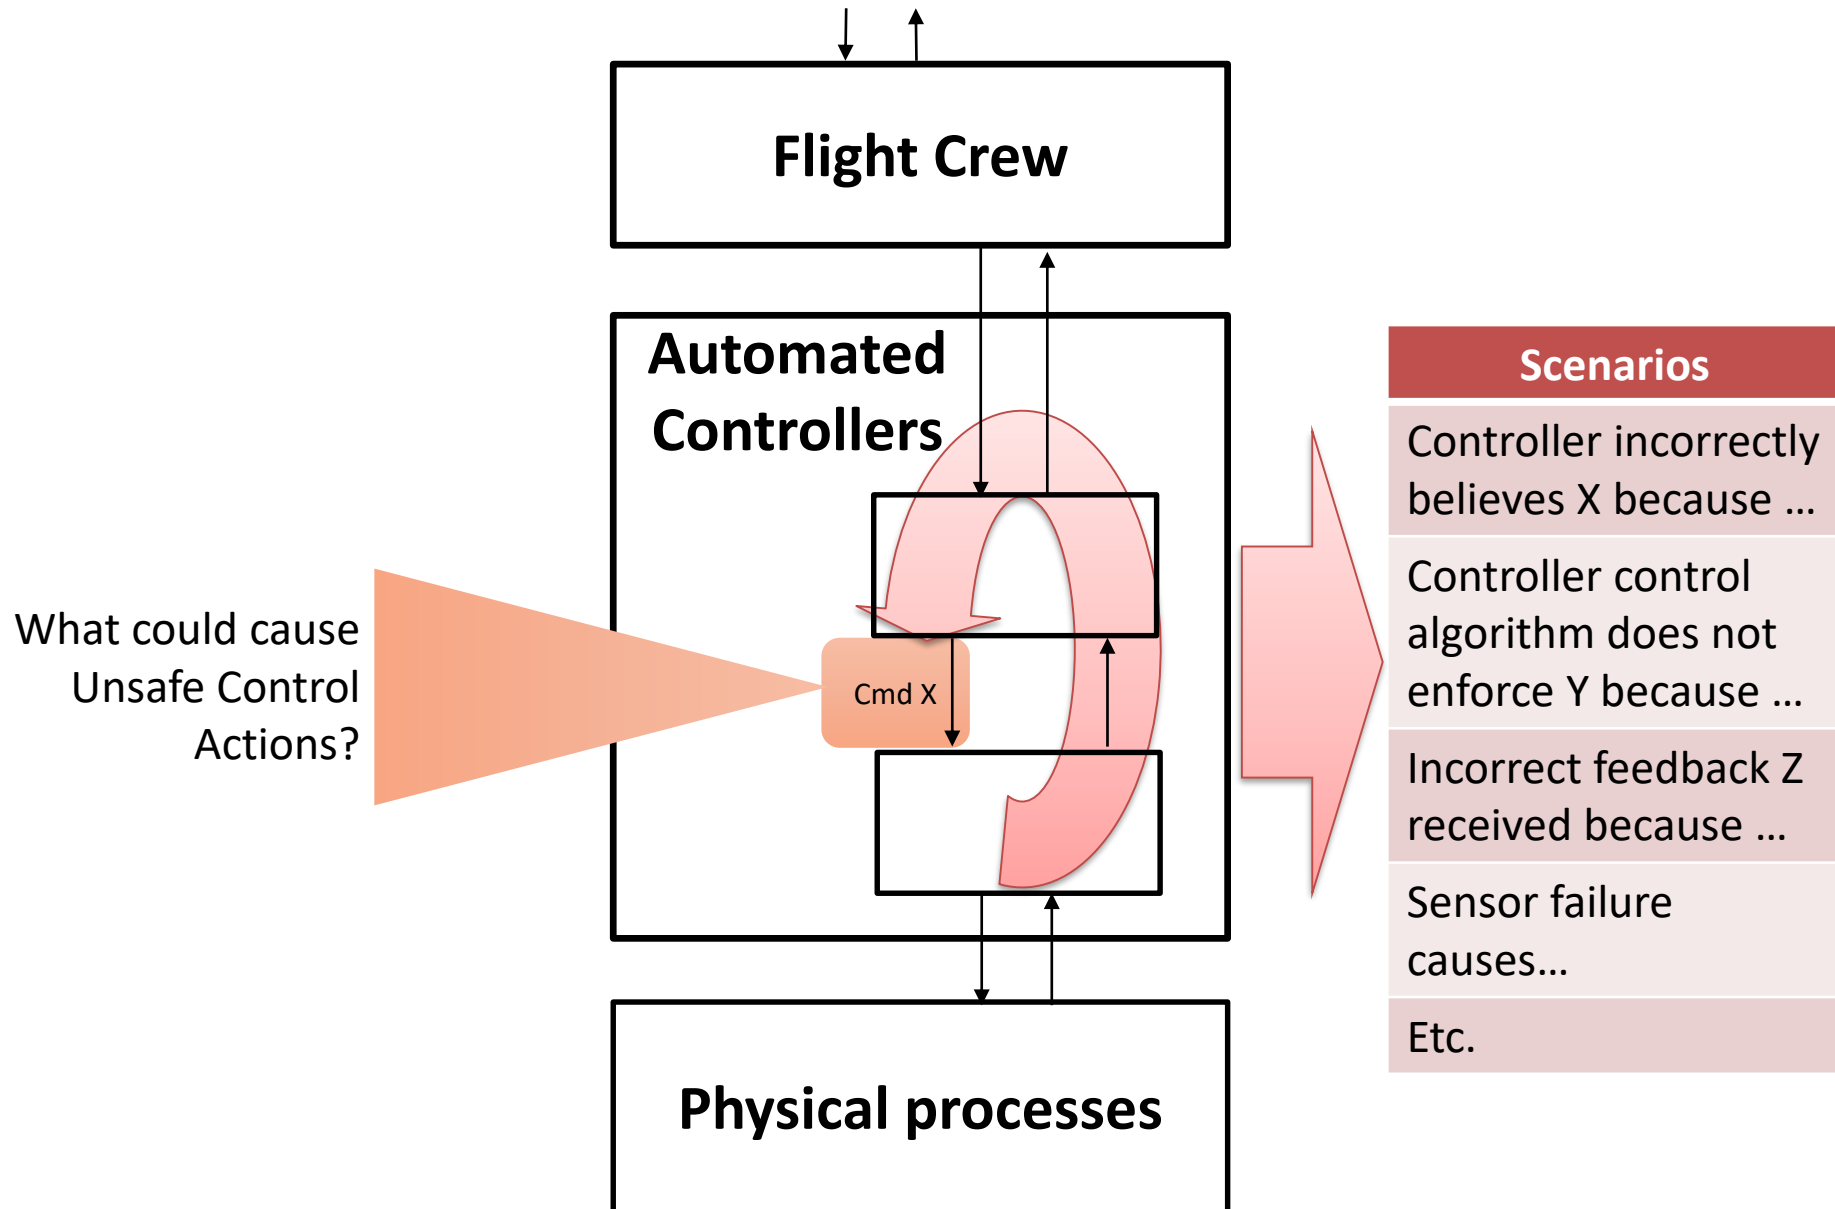 Flight Crew
Automated
Controllers
What could cause
Unsafe Control
Actions?
Cmd X
Physical processes
Scenarios
Controller incorrectly
believes X because ...
Controller control
algorithm does not
enforce Y because ...
Incorrect feedback Z
received because ...
Sensor failure
causes...
Etc.